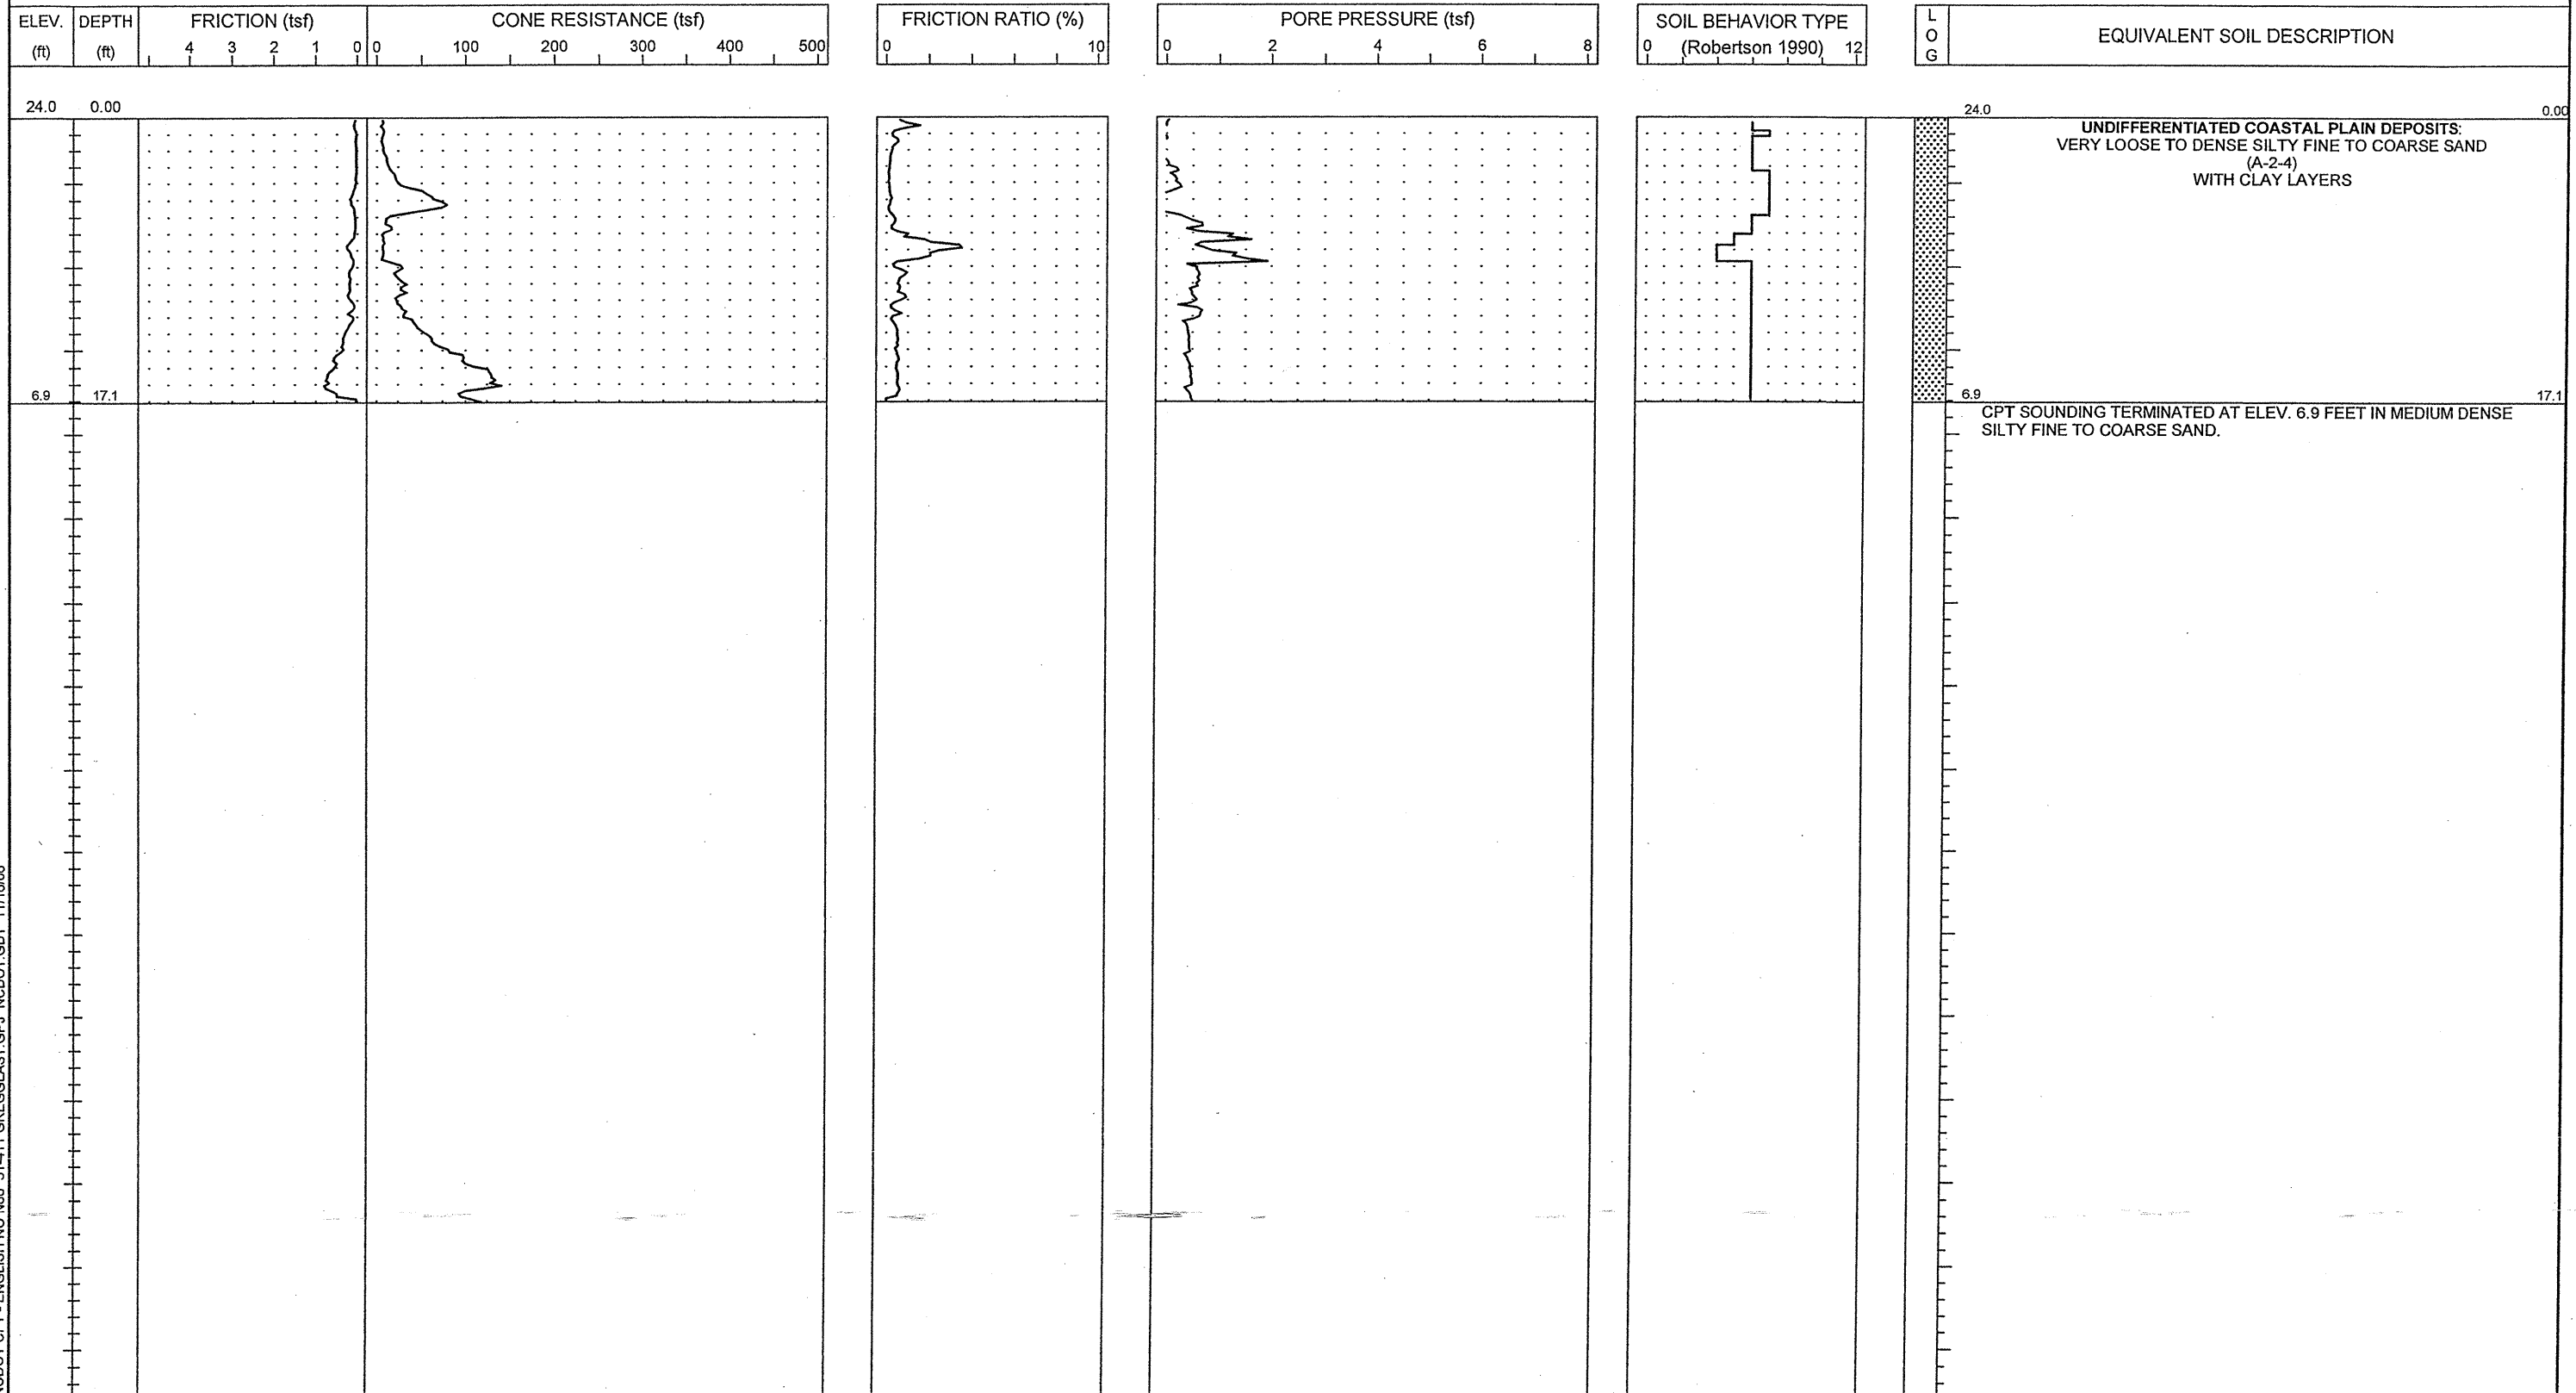 ELEV. (ft)
DEPTH (ft)
FRICTION (tsf)
4 3 2 1 0
CONE RESISTANCE (tsf)
0 100 200 300 400 500
FRICTION RATIO (%)
0 10
PORE PRESSURE (tsf)
0 2 4 6 8
SOIL BEHAVIOR TYPE
(Robertson 1990)
0 12
LOG
EQUIVALENT SOIL DESCRIPTION
24.0 0.00
24.0 0.00
UNDIFFERENTIATED COASTAL PLAIN DEPOSITS:
VERY LOOSE TO DENSE SILTY FINE TO COARSE SAND
(A-2-4)
WITH CLAY LAYERS
6.9 17.1
6.9 17.1
CPT SOUNDING TERMINATED AT ELEV. 6.9 FEET IN MEDIUM DENSE
SILTY FINE TO COARSE SAND.